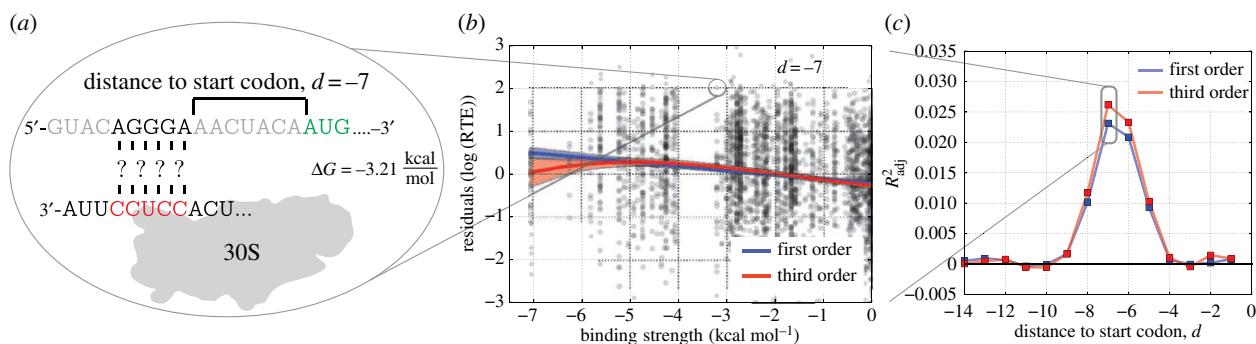 (a)
distance to start codon, d = –7
5′-GUACAGGGAAACUACAAUG....–3′
? ? ? ?
ΔG = –3.21 kcal
mol
3′-AUUCCUCCACU...
30S
(b)
3
2
1
0
–1
–2
–3
residuals (log (RTE))
d = –7
first order
third order
–7 –6 –5 –4 –3 –2 –1 0
binding strength (kcal mol⁻¹)
(c)
0.035
0.030
0.025
0.020
0.015
0.010
0.005
0
–0.005
R²adj
first order
third order
–14 –12 –10 –8 –6 –4 –2 0
distance to start codon, d